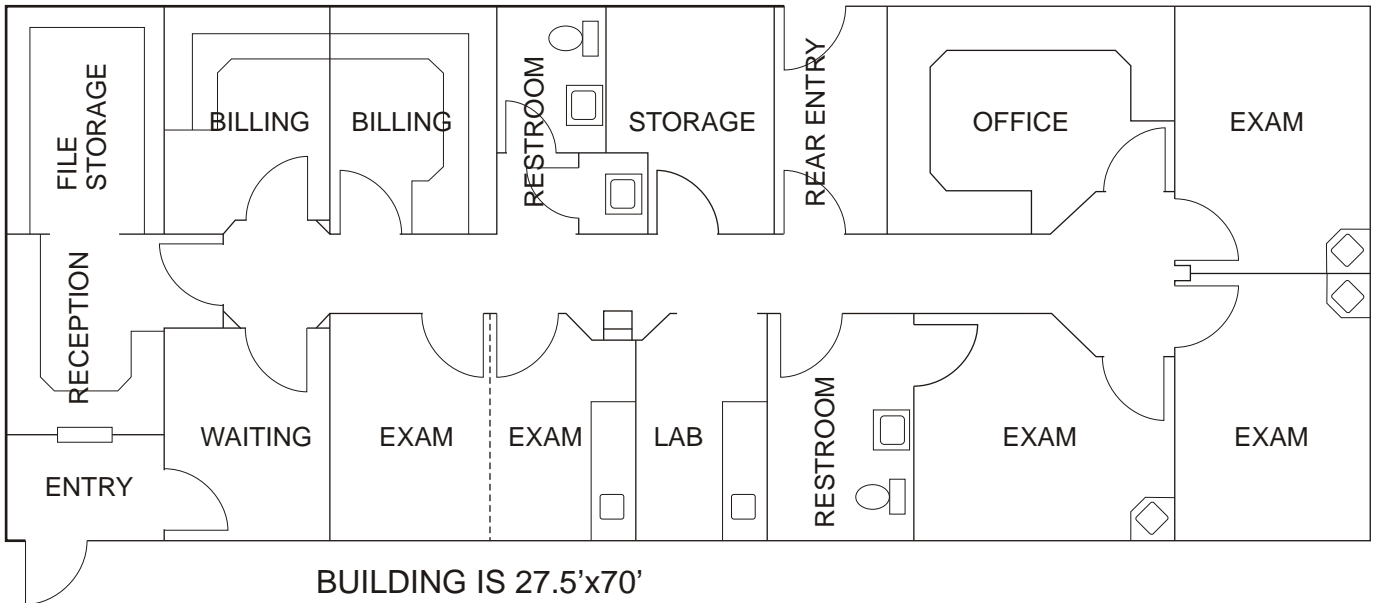 FILE
STORAGE
BILLING
BILLING
RESTROOM
STORAGE
REAR ENTRY
OFFICE
EXAM
RECEPTION
WAITING
EXAM
EXAM
LAB
RESTROOM
EXAM
EXAM
ENTRY
BUILDING IS 27.5'x70'